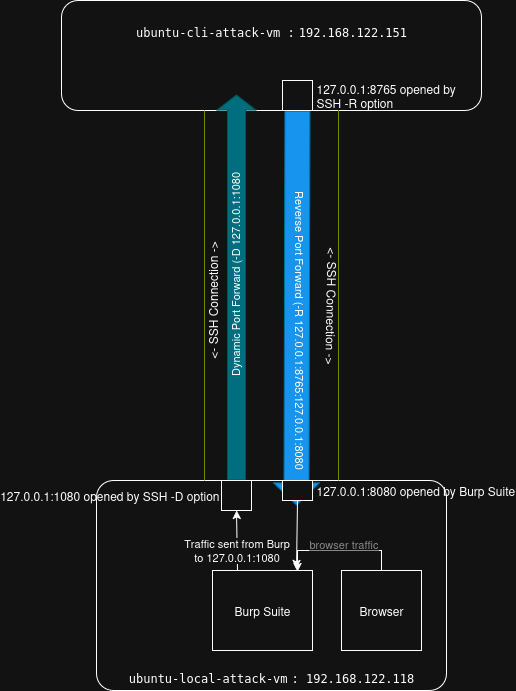 ubuntu-cli-attack-vm : 192.168.122.151
127.0.0.1:8765 opened by
SSH -R option
<- SSH Connection ->
Dynamic Port Forward (-D 127.0.0.1:1080
Reverse Port Forward (-R 127.0.0.1:8765:127.0.0.1:8080
<- SSH Connection ->
127.0.0.1:1080 opened by SSH -D option
127.0.0.1:8080 opened by Burp Suite
Traffic sent from Burp
to 127.0.0.1:1080
browser traffic
Burp Suite
Browser
ubuntu-local-attack-vm : 192.168.122.118